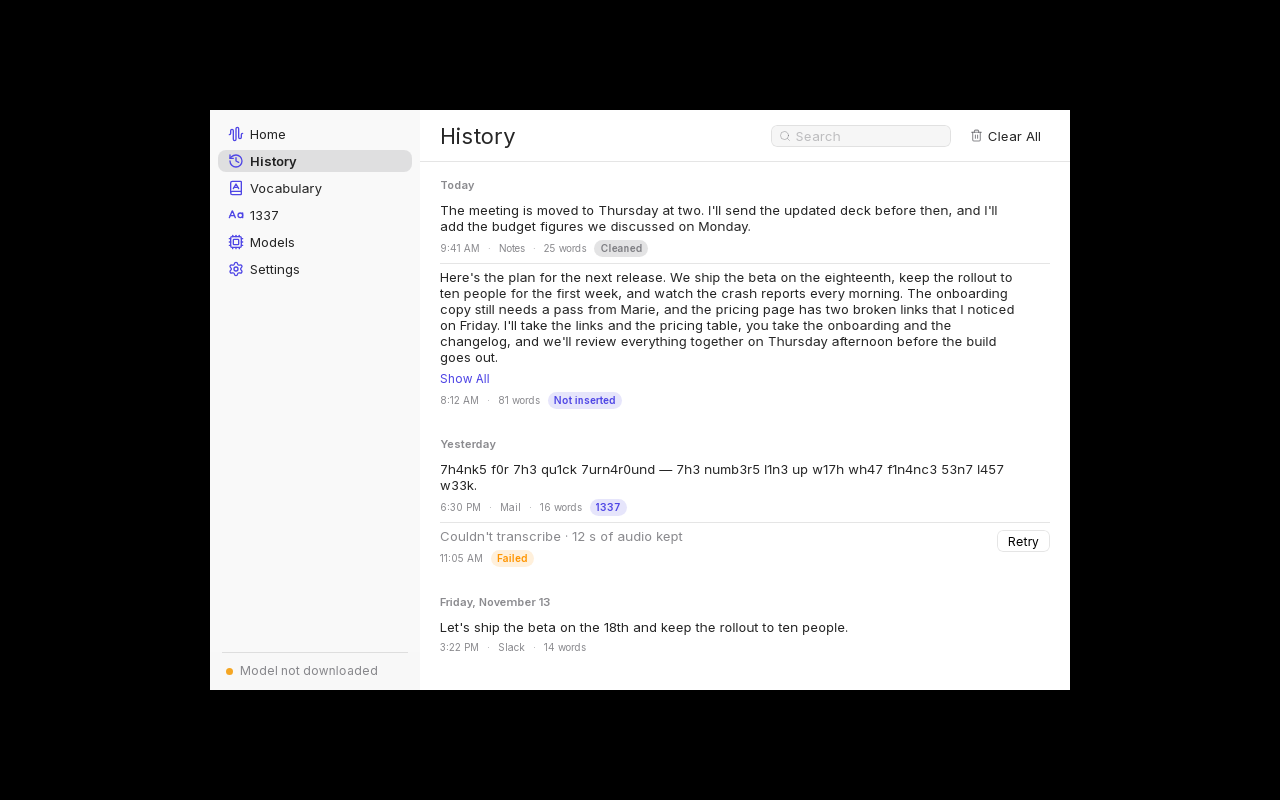 Home
History
Vocabulary
Aa 1337
Models
Settings
Model not downloaded
History
Search
Clear All
Today
The meeting is moved to Thursday at two. I'll send the updated deck before then, and I'll
add the budget figures we discussed on Monday.
9:41 AM · Notes · 25 words Cleaned
Here's the plan for the next release. We ship the beta on the eighteenth, keep the rollout to
ten people for the first week, and watch the crash reports every morning. The onboarding
copy still needs a pass from Marie, and the pricing page has two broken links that I noticed
on Friday. I'll take the links and the pricing table, you take the onboarding and the
changelog, and we'll review everything together on Thursday afternoon before the build
goes out.
Show All
8:12 AM · 81 words Not inserted
Yesterday
7h4nk5 f0r 7h3 qu1ck 7urn4r0und — 7h3 numb3r5 l1n3 up w17h wh47 f1n4nc3 53n7 l457
w33k.
6:30 PM · Mail · 16 words 1337
Couldn't transcribe · 12 s of audio kept
Retry
11:05 AM Failed
Friday, November 13
Let's ship the beta on the 18th and keep the rollout to ten people.
3:22 PM · Slack · 14 words